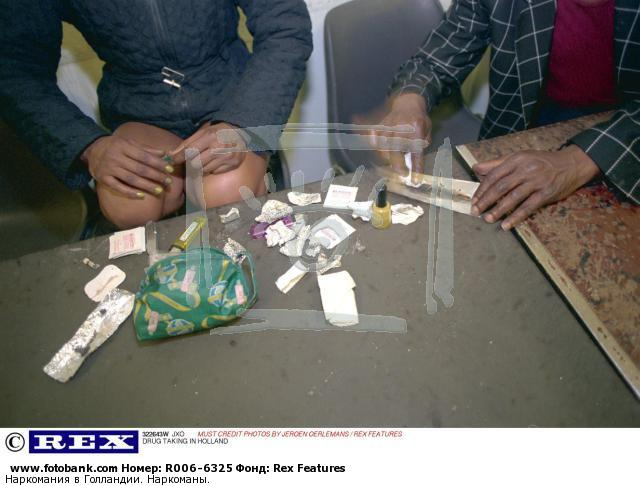 322643W JXO MUST CREDIT PHOTOS BY JEROEN OERLEMANS / REX FEATURES
© REX DRUG TAKING IN HOLLAND
www.fotobank.com Номер: R006-6325 Фонд: Rex Features
Наркомания в Голландии. Наркоманы.